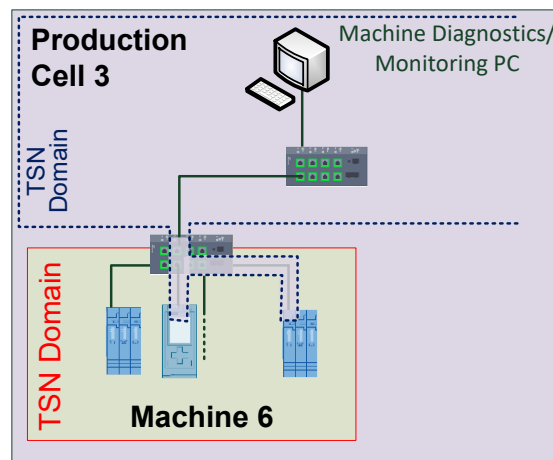 Production
Cell 3
Machine Diagnostics/
Monitoring PC
TSN
Domain
TSN Domain
Machine 6